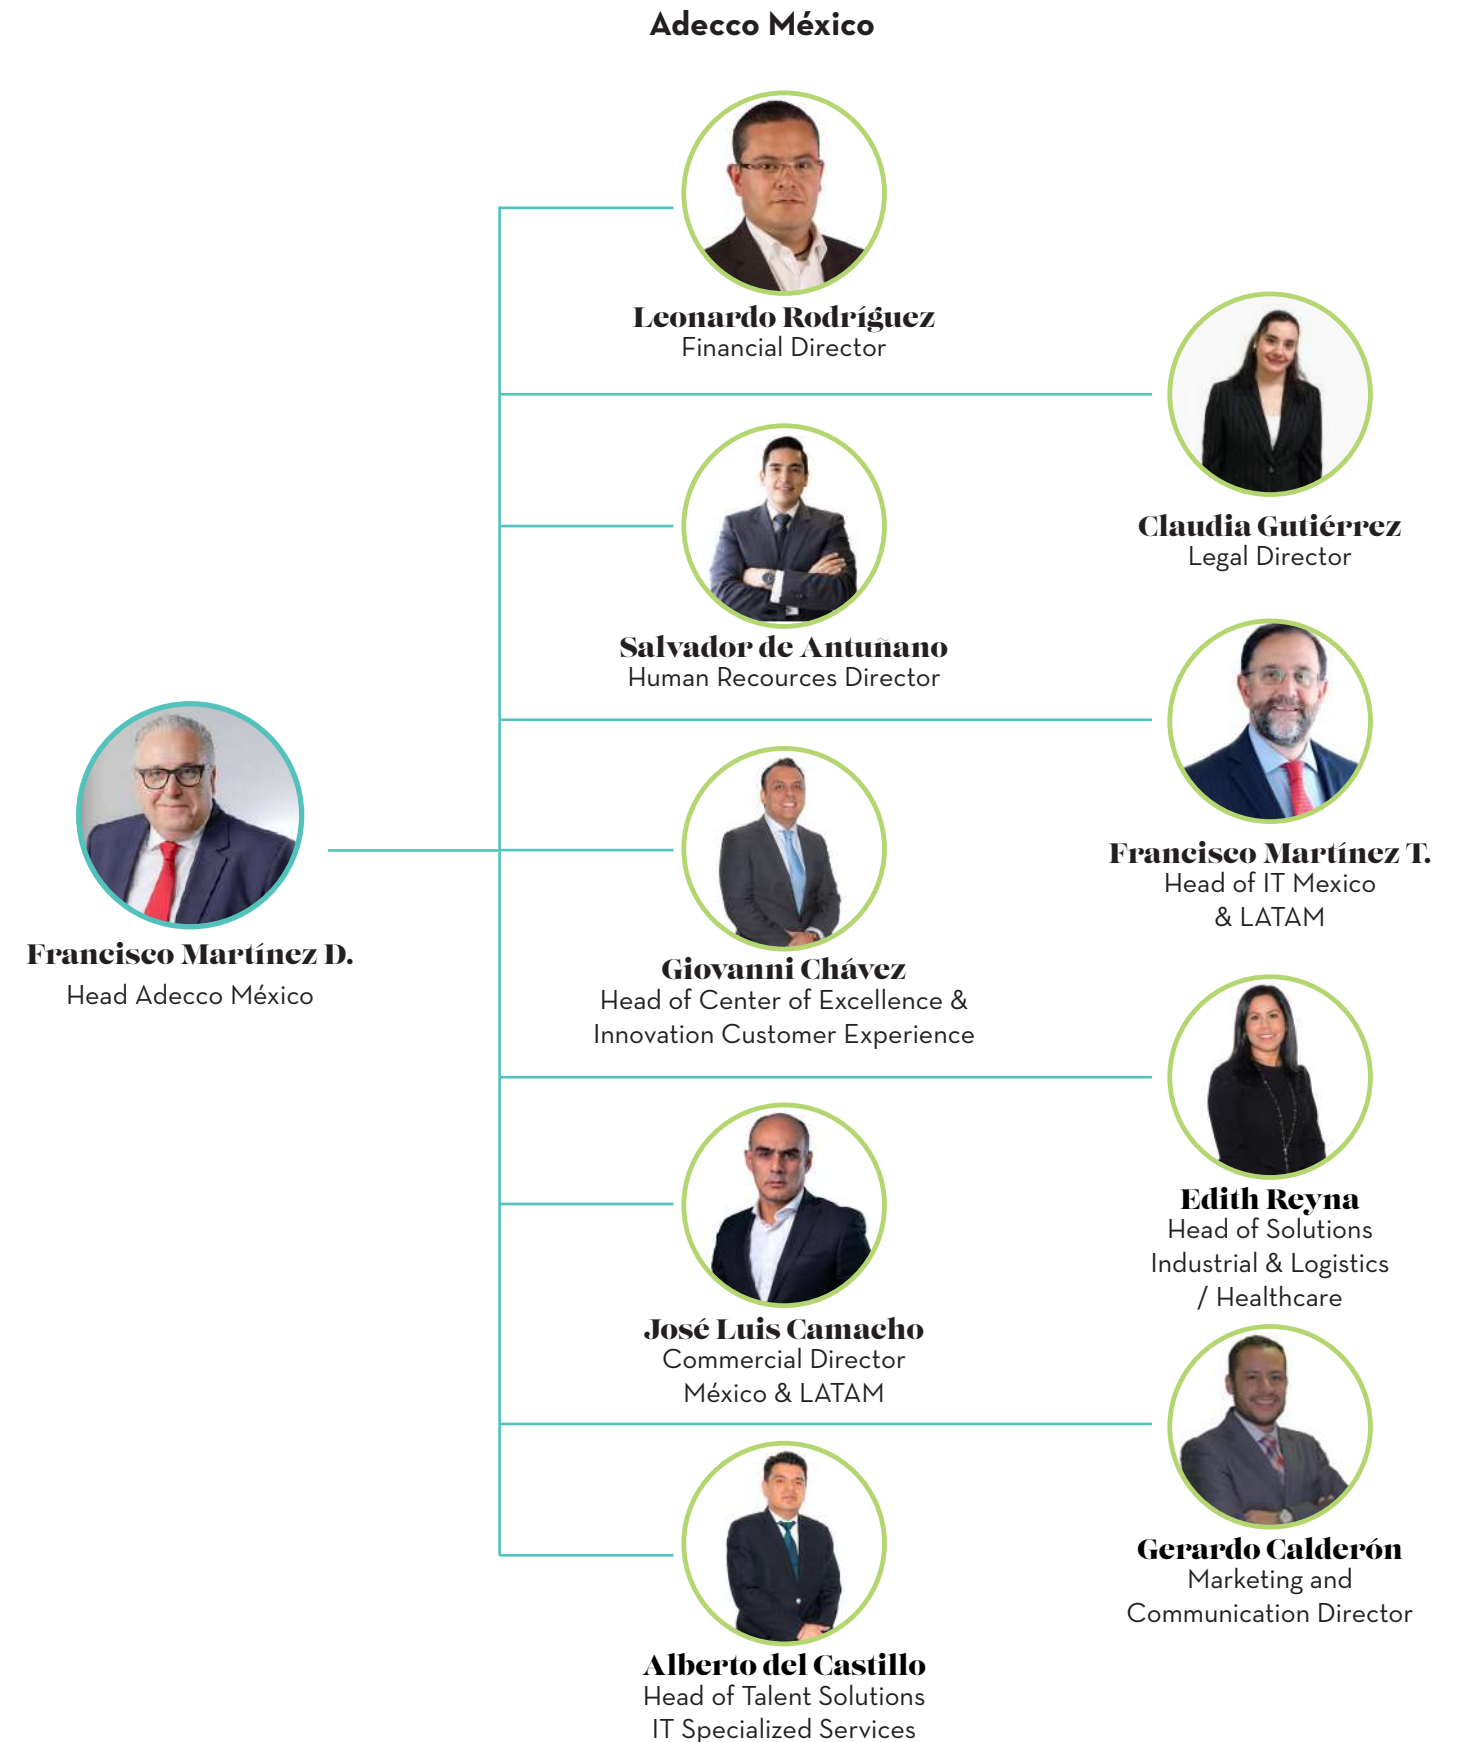 Adecco México
Leonardo Rodríguez
Financial Director
Claudia Gutiérrez
Legal Director
Salvador de Antuñano
Human Recources Director
Francisco Martínez T.
Head of IT Mexico
& LATAM
Francisco Martínez D.
Head Adecco México
Giovanni Chávez
Head of Center of Excellence &
Innovation Customer Experience
Edith Reyna
Head of Solutions
Industrial & Logistics
/ Healthcare
José Luis Camacho
Commercial Director
México & LATAM
Gerardo Calderón
Marketing and
Communication Director
Alberto del Castillo
Head of Talent Solutions
IT Specialized Services